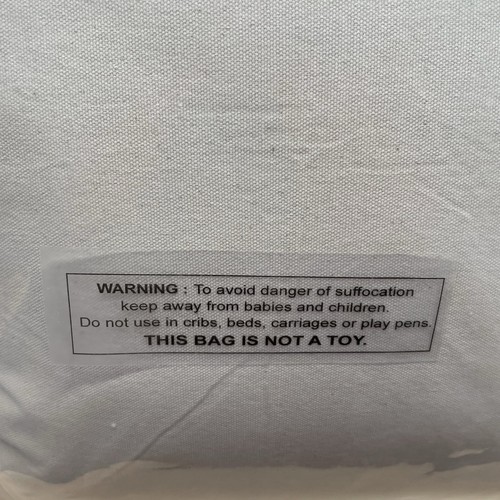 WARNING : To avoid danger of suffocation
keep away from babies and children.
Do not use in cribs, beds, carriages or play pens.
THIS BAG IS NOT A TOY.